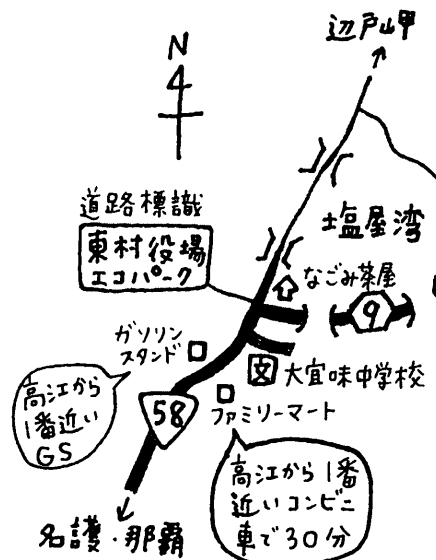 辺戸岬
N
塩屋湾
道路標識
東村役場
エコパーク
なごみ茶屋
9
ガソリン
スタンド
文
大宜味中学校
高江から
1番近い
GS
58
ファミリーマート
高江から1番
近いコンビニ
車で30分
名護・那覇